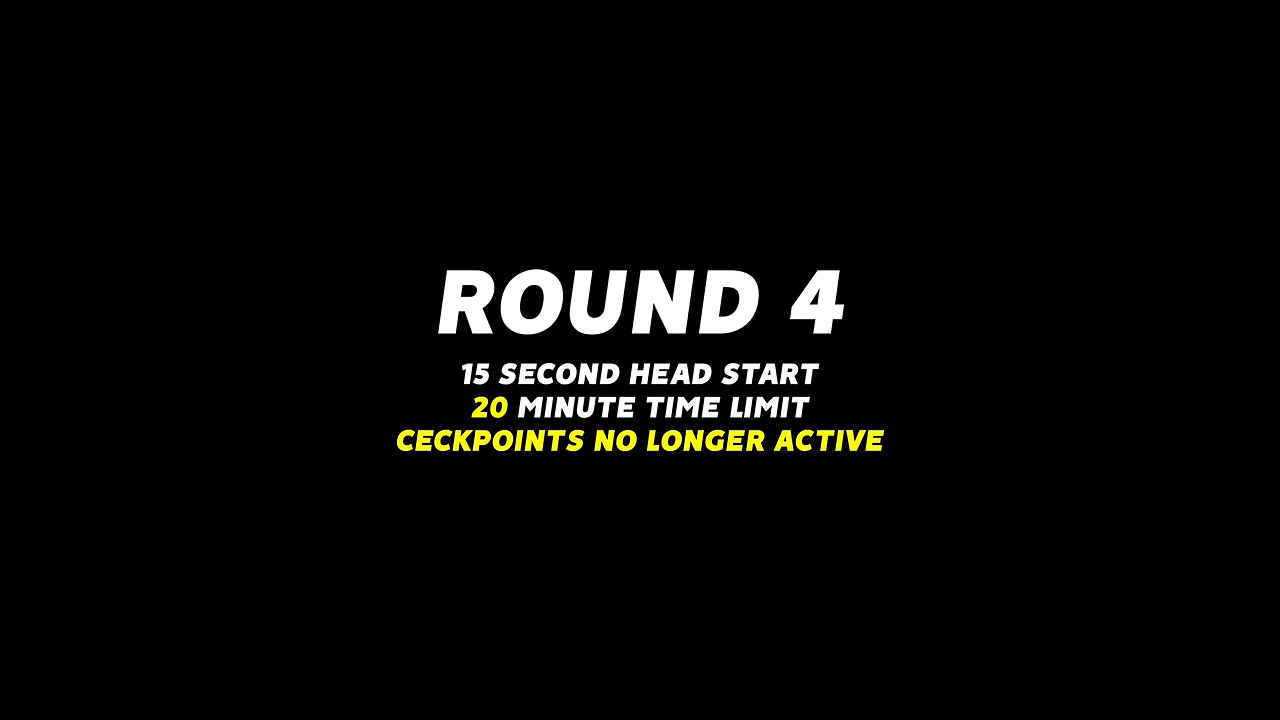 ROUND 4
15 SECOND HEAD START
20 MINUTE TIME LIMIT
CECKPOINTS NO LONGER ACTIVE